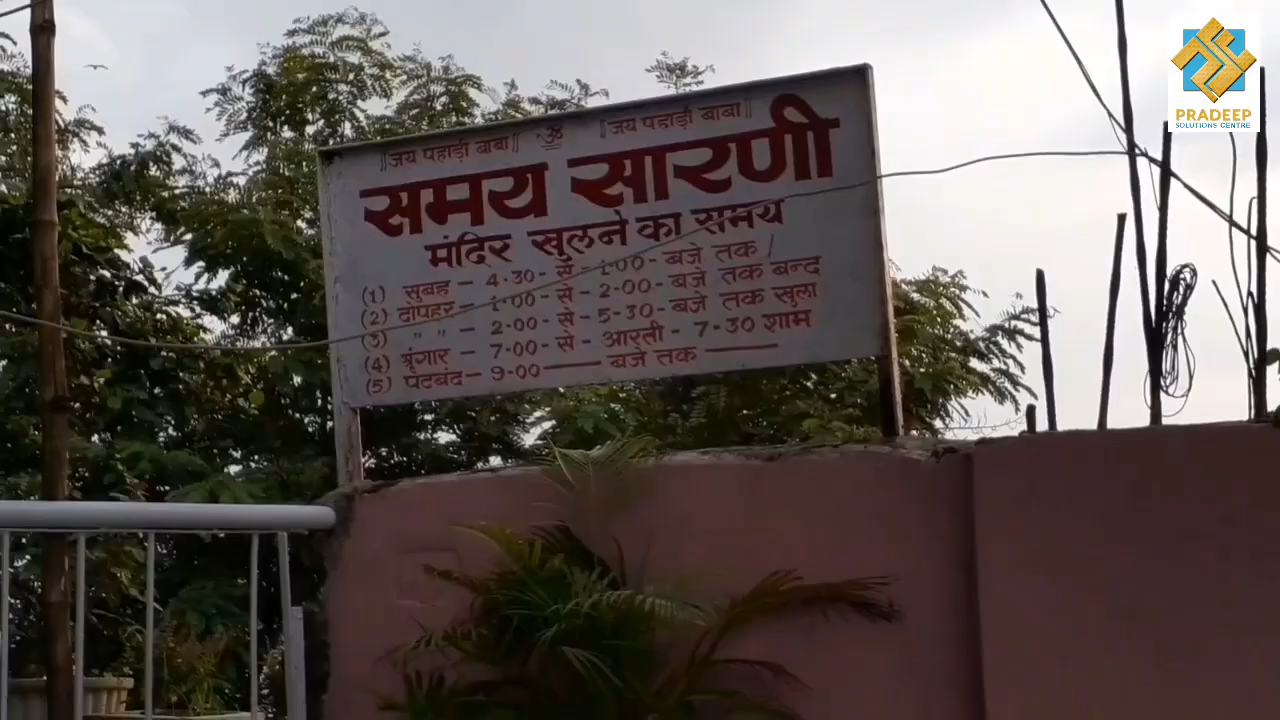 ॥जय पहाड़ी बाबा॥ ॐ ॥जय पहाड़ी बाबा॥
समय सारणी
मंदिर खुलने का समय
(1) सुबह - 4.30 - से - 1.00 - बजे तक /
(2) दोपहर - 1.00 - से - 2.00 - बजे तक बन्द
(3) " " - 2.00 - से - 5-30 - बजे तक खुला
(4) श्रृंगार - 7.00 - से - आरती - 7-30 शाम
(5) पटबंद - 9.00 —— बजे तक ——
PRADEEP
SOLUTIONS CENTRE